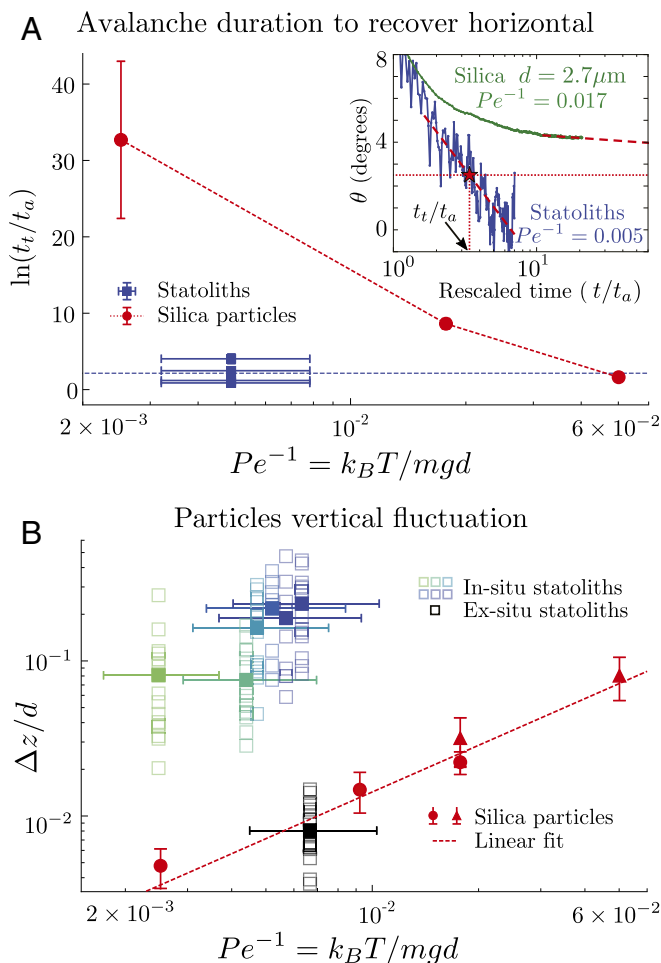 A
Avalanche duration to recover horizontal
ln(t_t/t_a)
40
30
20
10
0
Statoliths
Silica particles
2 × 10⁻³
10⁻²
6 × 10⁻²
Pe⁻¹ = k_BT/mgd
θ (degrees)
8
4
0
Silica d = 2.7μm
Pe⁻¹ = 0.017
t_t/t_a
Statoliths
Pe⁻¹ = 0.005
10⁰
10¹
Rescaled time ( t/t_a)
B
Particles vertical fluctuation
Δz/d
10⁻¹
10⁻²
In-situ statoliths
Ex-situ statoliths
Silica particles
Linear fit
2 × 10⁻³
10⁻²
6 × 10⁻²
Pe⁻¹ = k_BT/mgd